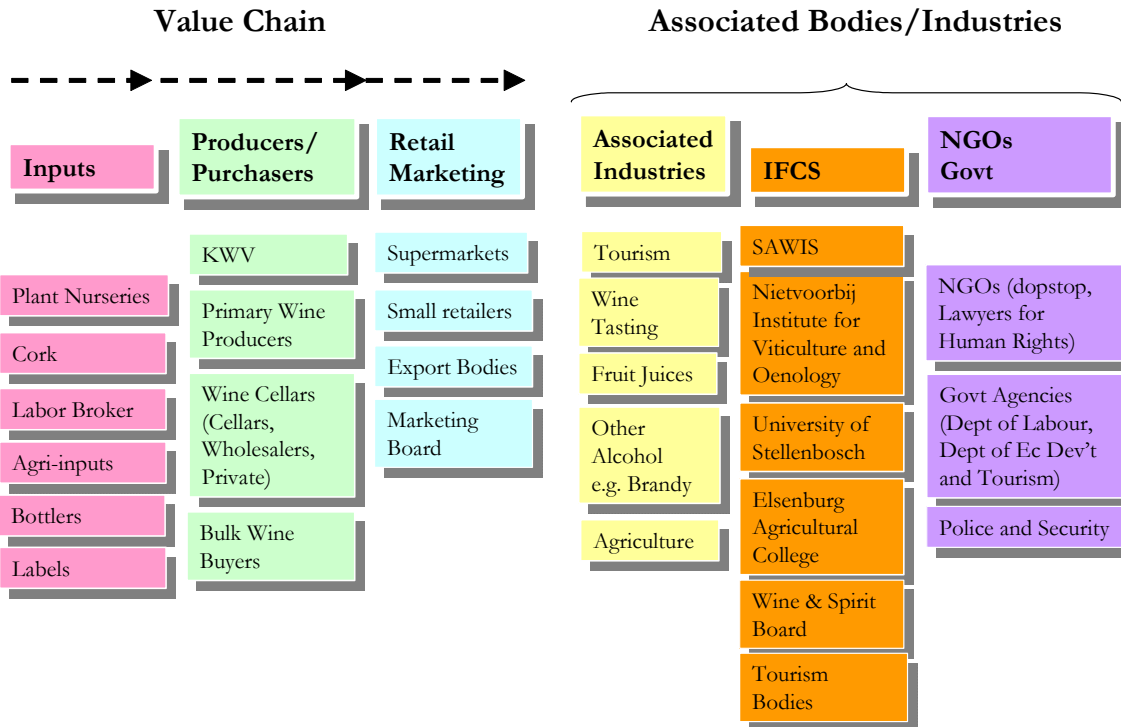 Value Chain
Associated Bodies/Industries
Inputs
Producers/
Purchasers
Retail
Marketing
Associated
Industries
IFCS
NGOs
Govt
Plant Nurseries
Cork
Labor Broker
Agri-inputs
Bottlers
Labels
KWV
Primary Wine
Producers
Wine Cellars
(Cellars,
Wholesalers,
Private)
Bulk Wine
Buyers
Supermarkets
Small retailers
Export Bodies
Marketing
Board
Tourism
Wine
Tasting
Fruit Juices
Other
Alcohol
e.g. Brandy
Agriculture
SAWIS
Nietvoorbij
Institute for
Viticulture and
Oenology
University of
Stellenbosch
Elsenburg
Agricultural
College
Wine & Spirit
Board
Tourism
Bodies
NGOs (dopstop,
Lawyers for
Human Rights)
Govt Agencies
(Dept of Labour,
Dept of Ec Dev't
and Tourism)
Police and Security